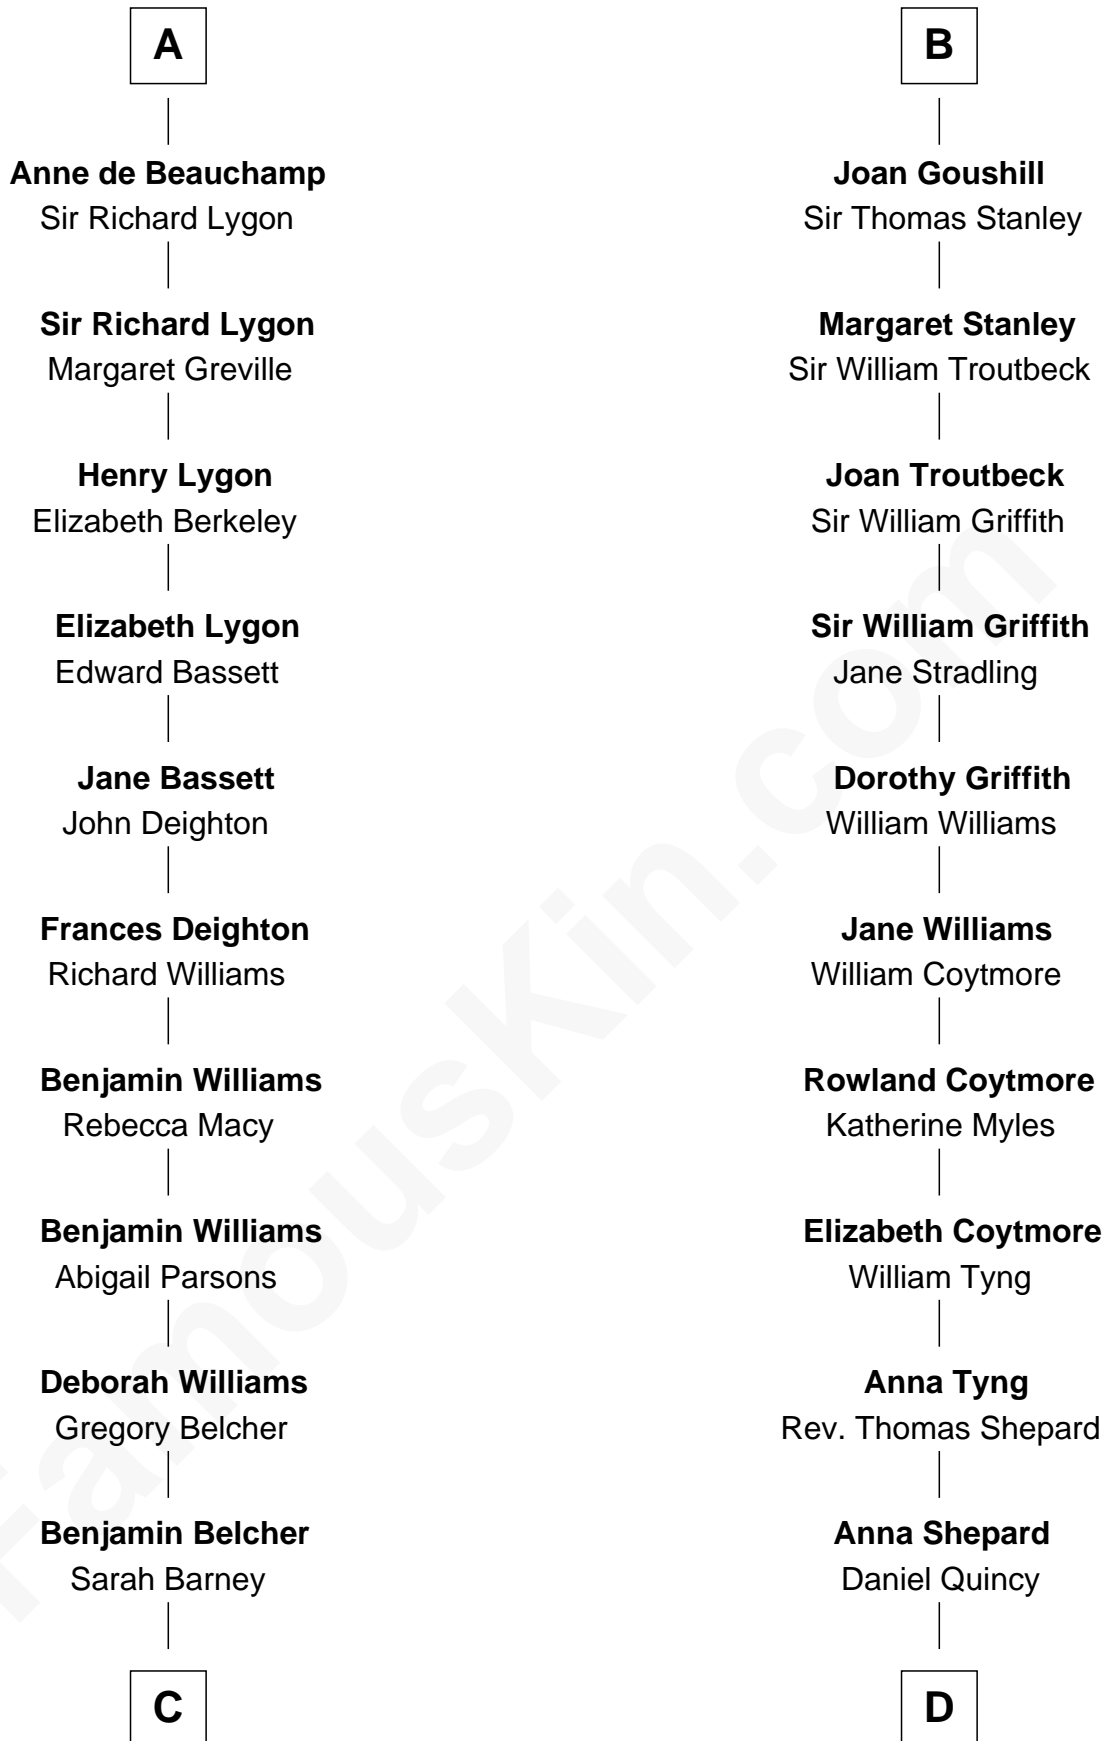 A
Anne de Beauchamp
Sir Richard Lygon
Sir Richard Lygon
Margaret Greville
Henry Lygon
Elizabeth Berkeley
Elizabeth Lygon
Edward Bassett
Jane Bassett
John Deighton
Frances Deighton
Richard Williams
Benjamin Williams
Rebecca Macy
Benjamin Williams
Abigail Parsons
Deborah Williams
Gregory Belcher
Benjamin Belcher
Sarah Barney
C
B
Joan Goushill
Sir Thomas Stanley
Margaret Stanley
Sir William Troutbeck
Joan Troutbeck
Sir William Griffith
Sir William Griffith
Jane Stradling
Dorothy Griffith
William Williams
Jane Williams
William Coytmore
Rowland Coytmore
Katherine Myles
Elizabeth Coytmore
William Tyng
Anna Tyng
Rev. Thomas Shepard
Anna Shepard
Daniel Quincy
D
FamousKin.com